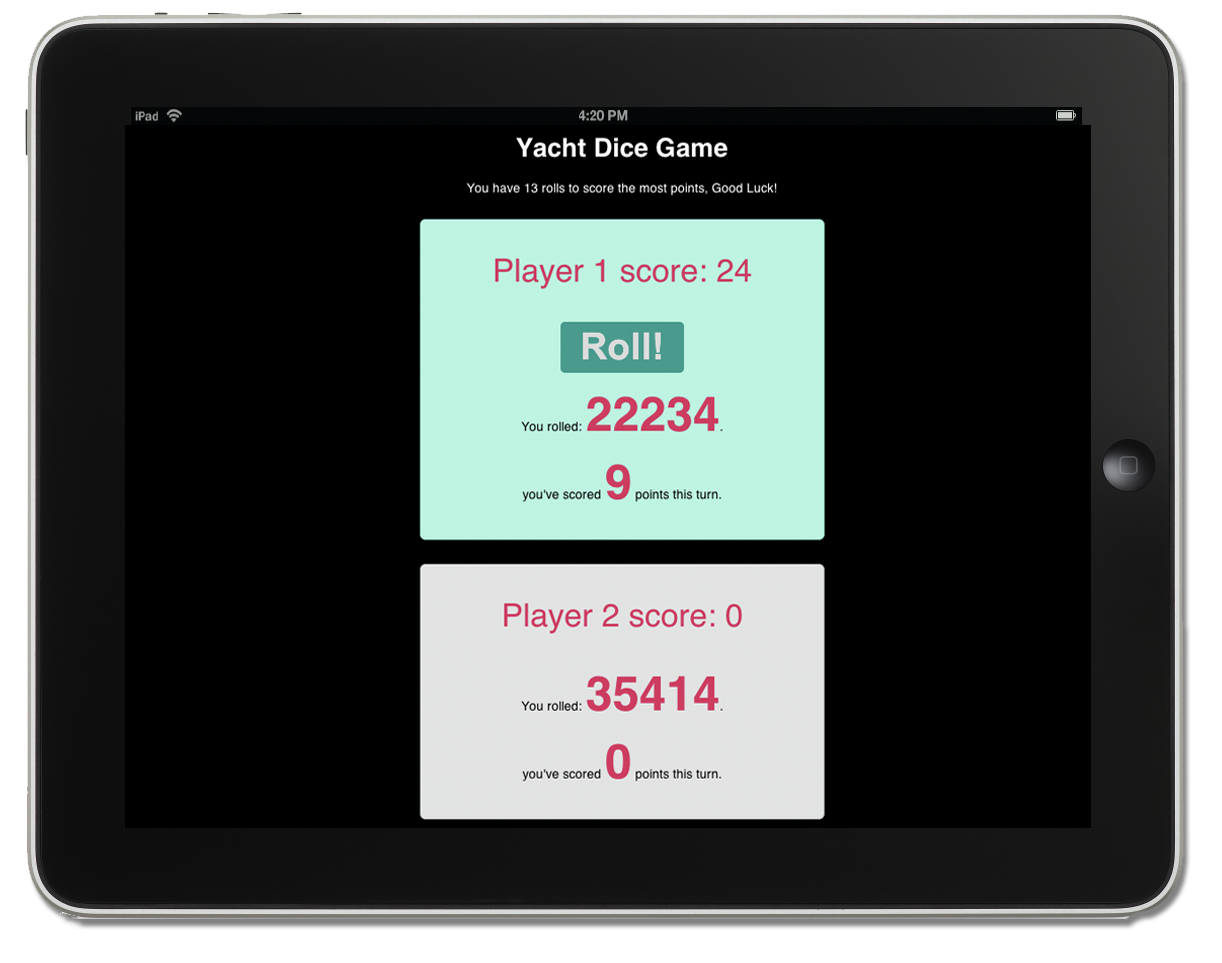 iPad 4:20 PM
Yacht Dice Game
You have 13 rolls to score the most points, Good Luck!
Player 1 score: 24
Roll!
You rolled: 22234.
you've scored 9 points this turn.
Player 2 score: 0
You rolled: 35414.
you've scored 0 points this turn.